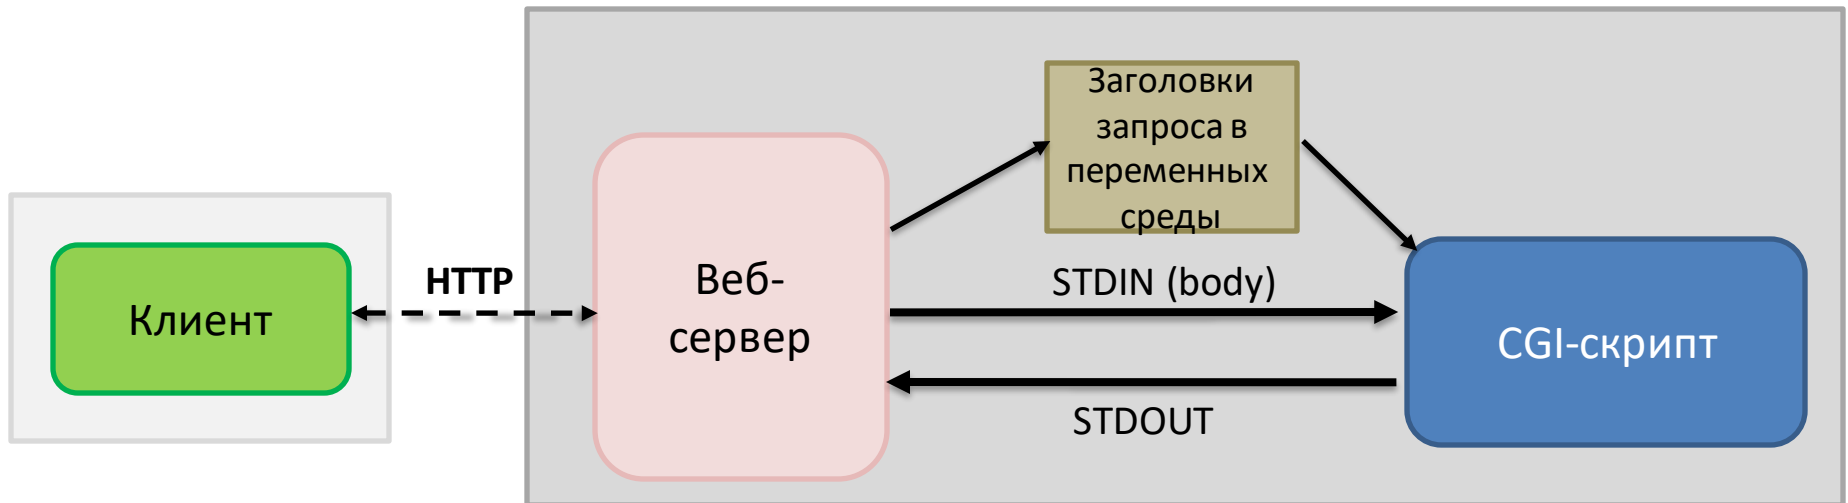 Клиент
HTTP
Веб-
сервер
Заголовки
запроса в
переменных
среды
STDIN (body)
STDOUT
CGI-скрипт